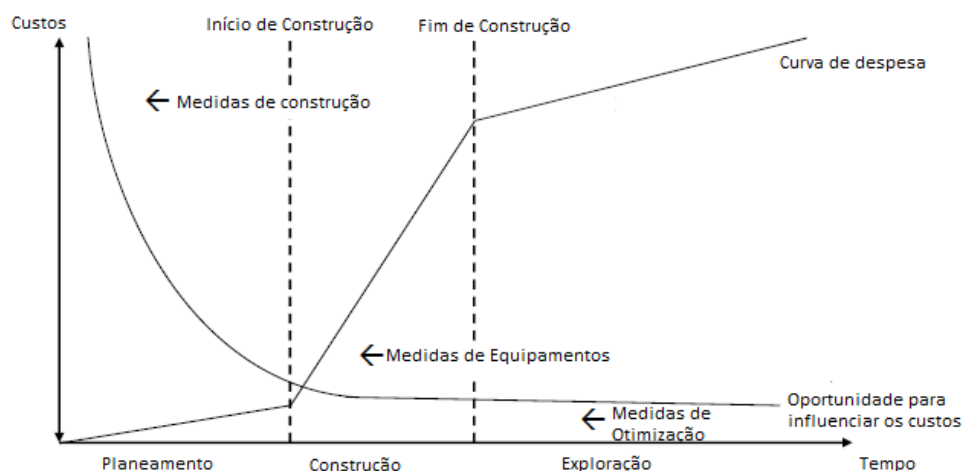 Custos
Início de Construção
Fim de Construção
Curva de despesa
Medidas de construção
Medidas de Equipamentos
Oportunidade para
influenciar os custos
Medidas de
Otimização
Planeamento
Construção
Exploração
Tempo